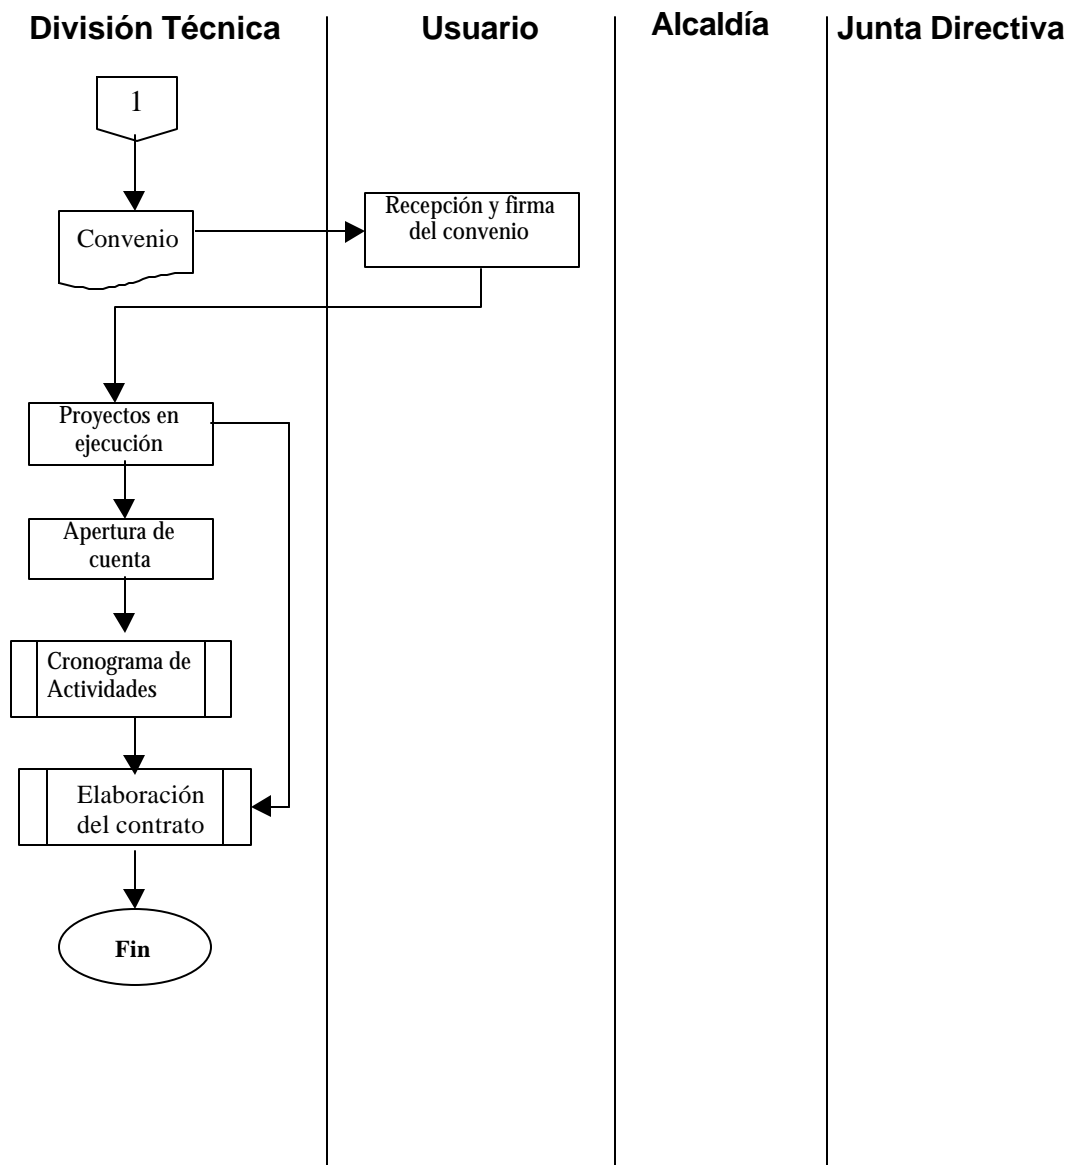 División Técnica
Usuario
Alcaldía
Junta Directiva
1
Convenio
Recepción y firma
del convenio
Proyectos en
ejecución
Apertura de
cuenta
Cronograma de
Actividades
Elaboración
del contrato
Fin